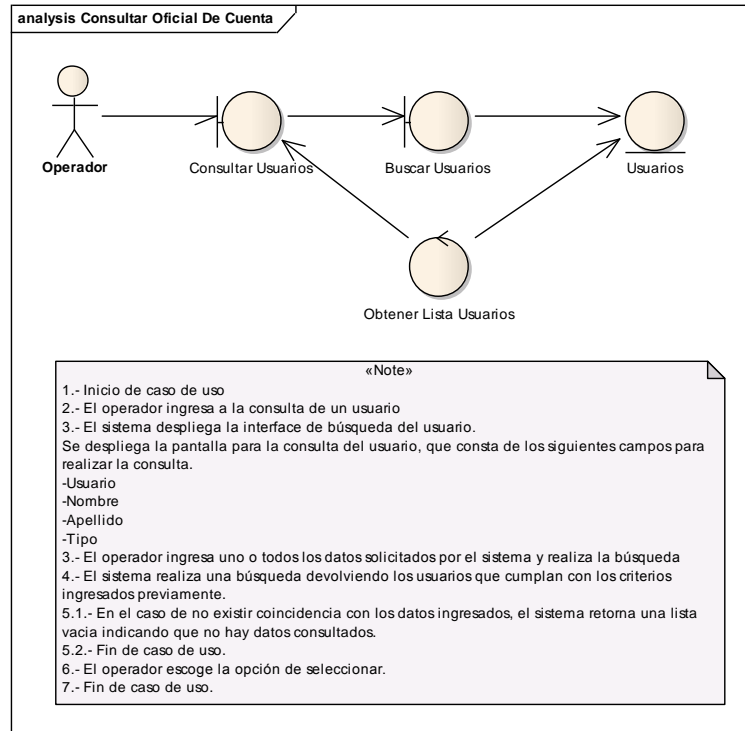 analysis Consultar Oficial De Cuenta
Operador
Consultar Usuarios
Buscar Usuarios
Usuarios
Obtener Lista Usuarios
«Note»
1.- Inicio de caso de uso
2.- El operador ingresa a la consulta de un usuario
3.- El sistema despliega la interface de búsqueda del usuario.
Se despliega la pantalla para la consulta del usuario, que consta de los siguientes campos para
realizar la consulta.
-Usuario
-Nombre
-Apellido
-Tipo
3.- El operador ingresa uno o todos los datos solicitados por el sistema y realiza la búsqueda
4.- El sistema realiza una búsqueda devolviendo los usuarios que cumplan con los criterios
ingresados previamente.
5.1.- En el caso de no existir coincidencia con los datos ingresados, el sistema retorna una lista
vacia indicando que no hay datos consultados.
5.2.- Fin de caso de uso.
6.- El operador escoge la opción de seleccionar.
7.- Fin de caso de uso.